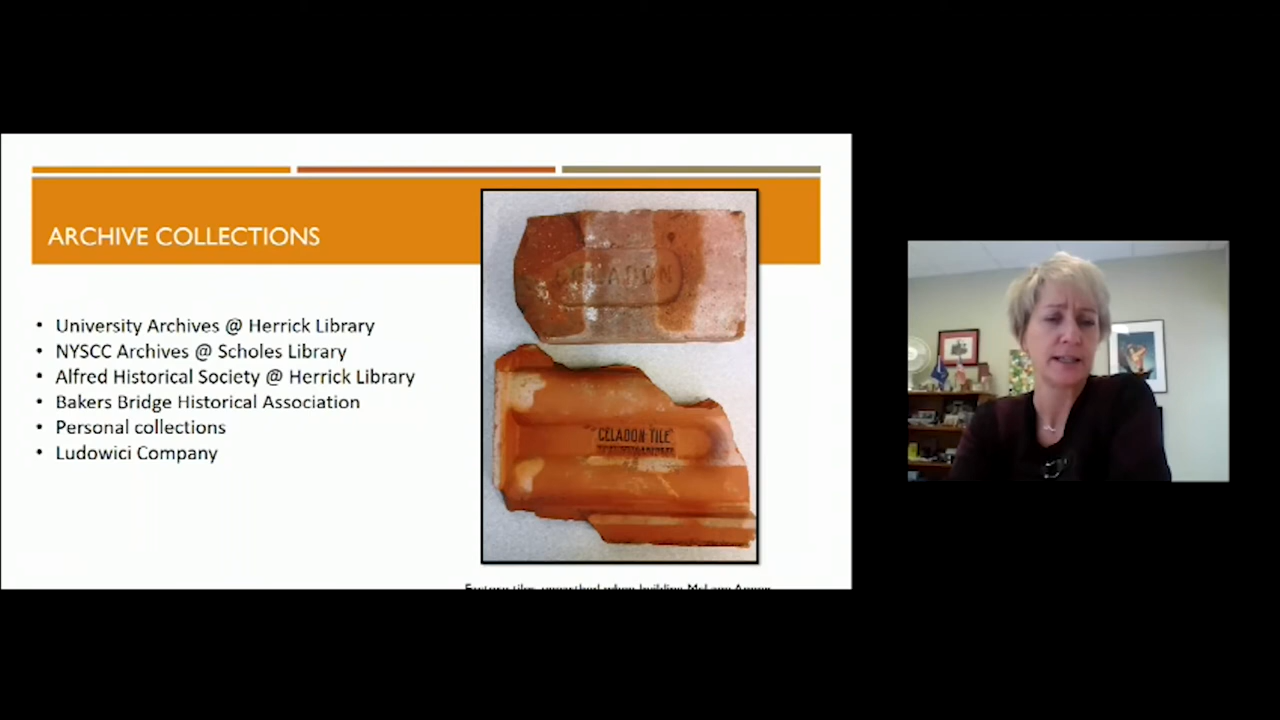 ARCHIVE COLLECTIONS
• University Archives @ Herrick Library
• NYSCC Archives @ Scholes Library
• Alfred Historical Society @ Herrick Library
• Bakers Bridge Historical Association
• Personal collections
• Ludowici Company
CELADON
CELADON TILE